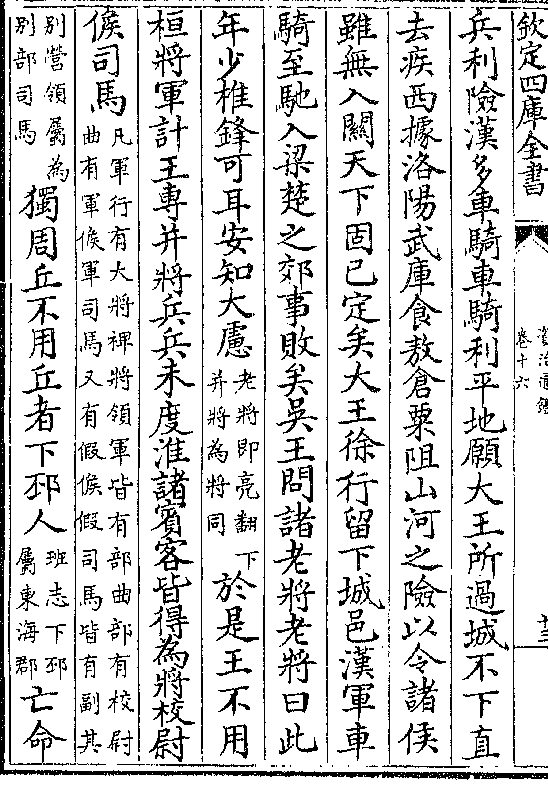 欽定四庫全書
資治通鑑
卷十六
十三
兵利險漢多車騎車騎利平地願大王所過城不下直
去疾西據洛陽武庫食敖倉粟阻山河之險以令諸侯
雖無入關天下固已定矣大王徐行留下城邑漢軍車
騎至馳入梁楚之郊事敗矣吳王問諸老將老將曰此
年少椎鋒可耳安知大慮老將即亮翻下并將為將同於是王不用
桓將軍計王專并將兵兵未度淮諸賓客皆得為將校尉
候司馬凡軍行有大將裨將領軍皆有部曲部有校尉曲有軍候軍司馬又有假候假司馬皆有副其
別營領屬為別部司馬獨周丘不用丘者下邳人班志下邳屬東海郡亡命